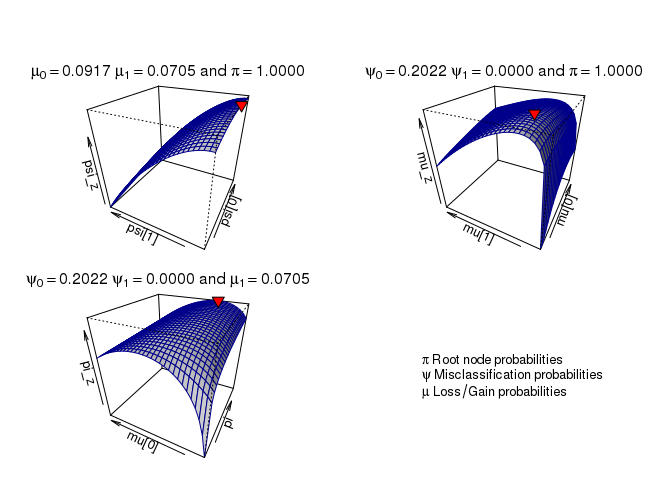 μ₀ = 0.0917 μ₁ = 0.0705 and π = 1.0000
psi_z
psi[1]
psi[0]
ψ₀ = 0.2022 ψ₁ = 0.0000 and π = 1.0000
mu_z
mu[1]
mu[0]
ψ₀ = 0.2022 ψ₁ = 0.0000 and μ₁ = 0.0705
pi_z
mu[0]
pi
π Root node probabilities
ψ Misclassification probabilities
μ Loss/Gain probabilities